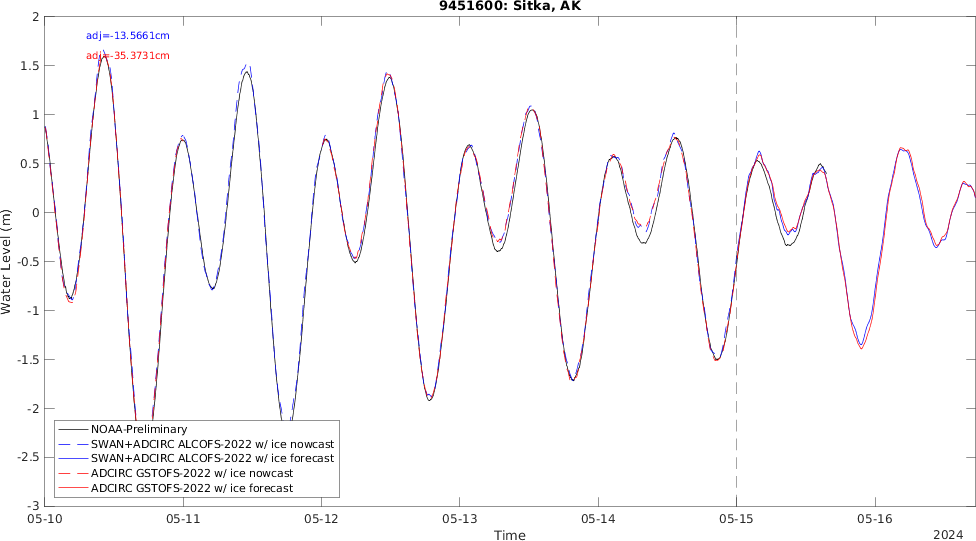 9451600: Sitka, AK
adj=-13.5661cm
adj=-35.3731cm
2
1.5
1
0.5
0
-0.5
-1
-1.5
-2
-2.5
-3
Water Level (m)
NOAA-Preliminary
SWAN+ADCIRC ALCOFS-2022 w/ ice nowcast
SWAN+ADCIRC ALCOFS-2022 w/ ice forecast
ADCIRC GSTOFS-2022 w/ ice nowcast
ADCIRC GSTOFS-2022 w/ ice forecast
05-10 05-11 05-12 05-13 05-14 05-15 05-16
Time
2024